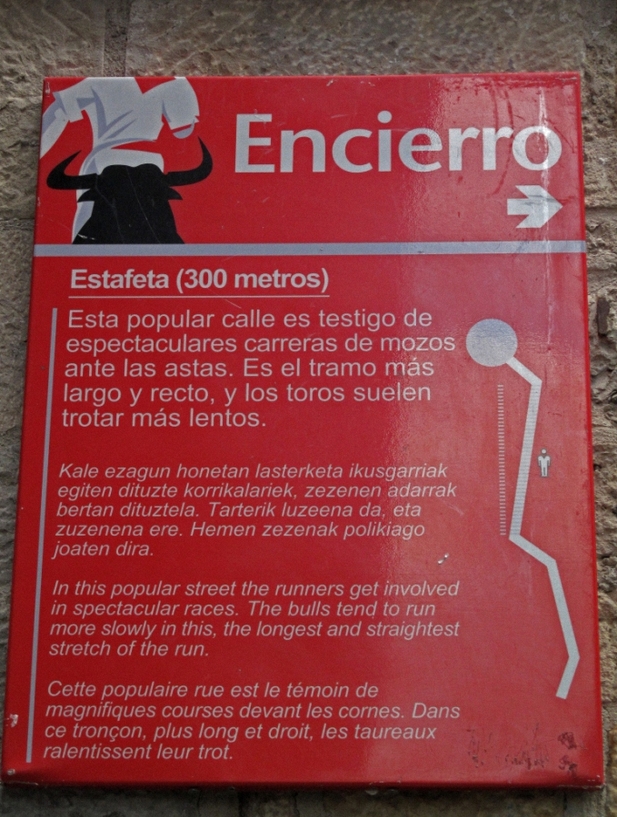 Encierro
Estafeta (300 metros)
Esta popular calle es testigo de
espectaculares carreras de mozos
ante las astas. Es el tramo más
largo y recto, y los toros suelen
trotar más lentos.
Kale ezagun honetan lasterketa ikusgarriak
egiten dituzte korrikalariek, zezenen adarrak
bertan dituztela. Tarterik luzeena da, eta
zuzenena ere. Hemen zezenak polikiago
joaten dira.
In this popular street the runners get involved
in spectacular races. The bulls tend to run
more slowly in this, the longest and straightest
stretch of the run.
Cette populaire rue est le témoin de
magnifiques courses devant les cornes. Dans
ce tronçon, plus long et droit, les taureaux
ralentissent leur trot.